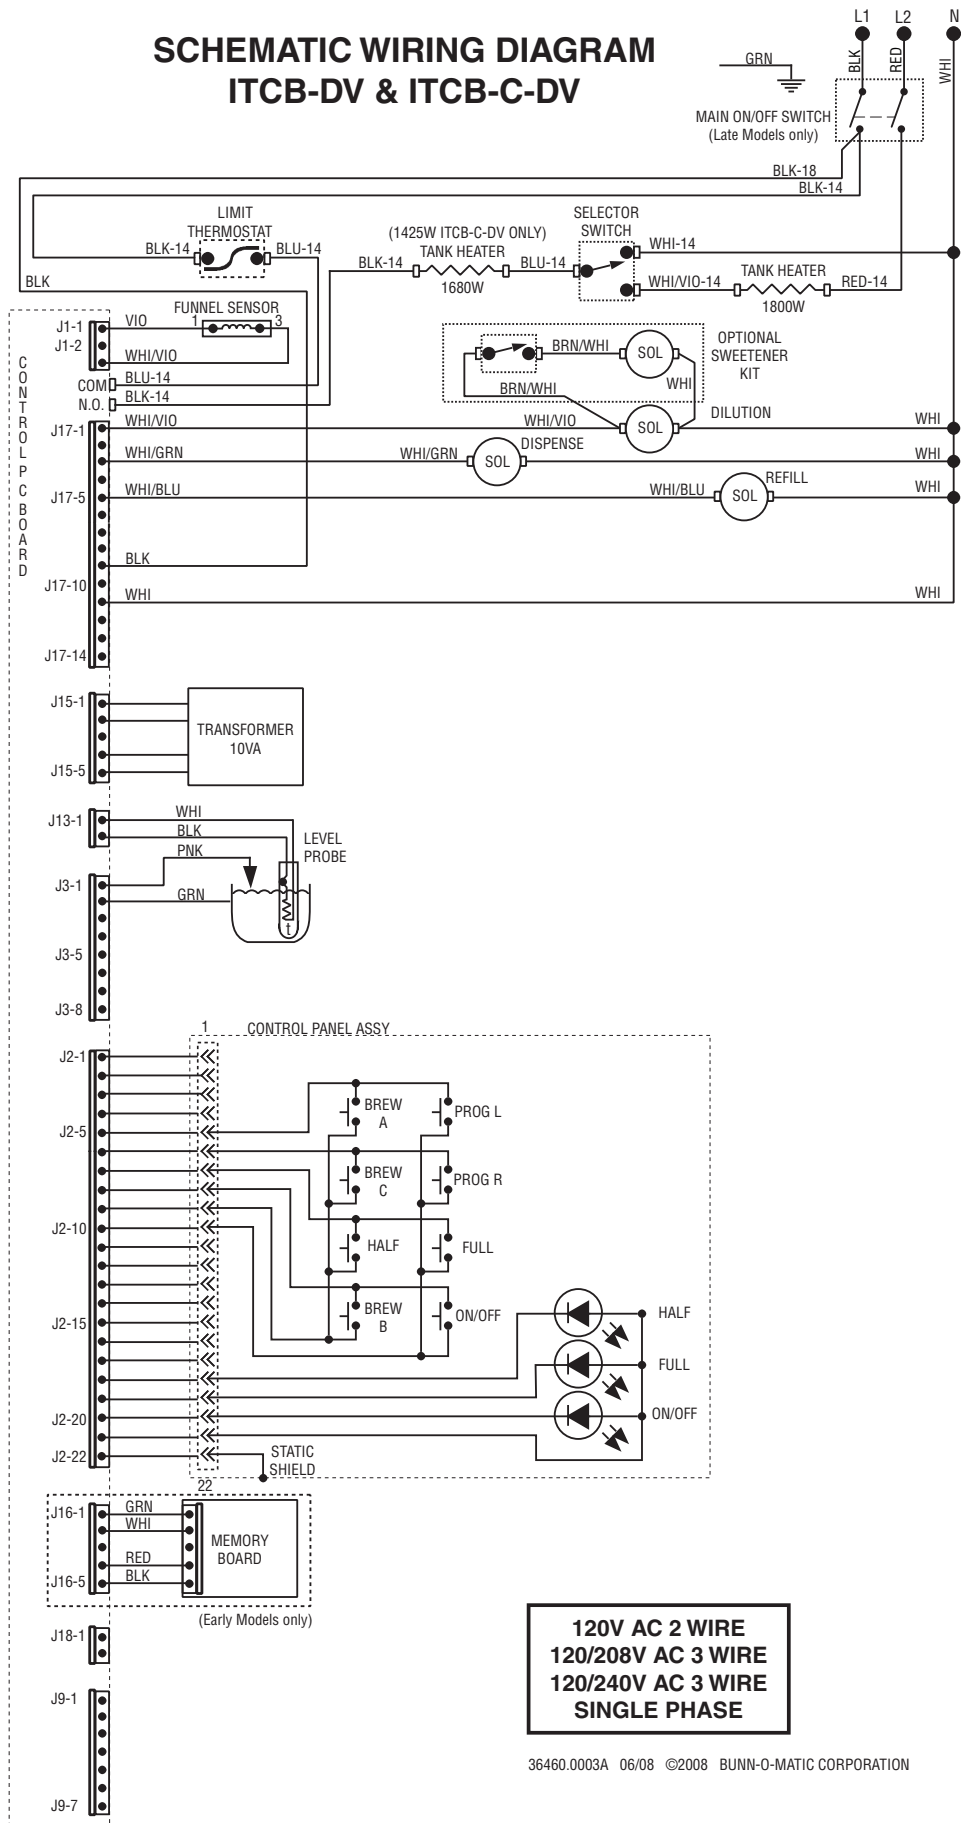 SCHEMATIC WIRING DIAGRAM
ITCB-DV & ITCB-C-DV
L1
L2
N
BLK
RED
WHI
GRN
MAIN ON/OFF SWITCH
(Late Models only)
BLK-18
BLK-14
LIMIT
THERMOSTAT
BLK-14
BLU-14
BLK
(1425W ITCB-C-DV ONLY)
TANK HEATER
BLK-14
BLU-14
1680W
SELECTOR
SWITCH
WHI-14
WHI/VIO-14
TANK HEATER
RED-14
1800W
FUNNEL SENSOR
1
3
CONTROL PC BOARD
J1-1
VIO
J1-2
WHI/VIO
COM
BLU-14
N.O.
BLK-14
BRN/WHI
SOL
WHI
BRN/WHI
OPTIONAL
SWEETENER
KIT
J17-1
WHI/VIO
WHI/VIO
SOL
DILUTION
WHI
WHI/GRN
WHI/GRN
SOL
DISPENSE
WHI
J17-5
WHI/BLU
WHI/BLU
SOL
REFILL
WHI
BLK
J17-10
WHI
WHI
J17-14
J15-1
TRANSFORMER
10VA
J15-5
J13-1
WHI
BLK
LEVEL
PROBE
PNK
J3-1
GRN
t
J3-5
J3-8
1
CONTROL PANEL ASSY
J2-1
BREW
A
PROG L
J2-5
BREW
C
PROG R
J2-10
HALF
FULL
BREW
B
ON/OFF
HALF
J2-15
FULL
J2-20
ON/OFF
J2-22
STATIC
SHIELD
22
J16-1
GRN
WHI
MEMORY
BOARD
RED
J16-5
BLK
(Early Models only)
J18-1
120V AC 2 WIRE
120/208V AC 3 WIRE
120/240V AC 3 WIRE
SINGLE PHASE
J9-1
36460.0003A 06/08 ©2008 BUNN-O-MATIC CORPORATION
J9-7